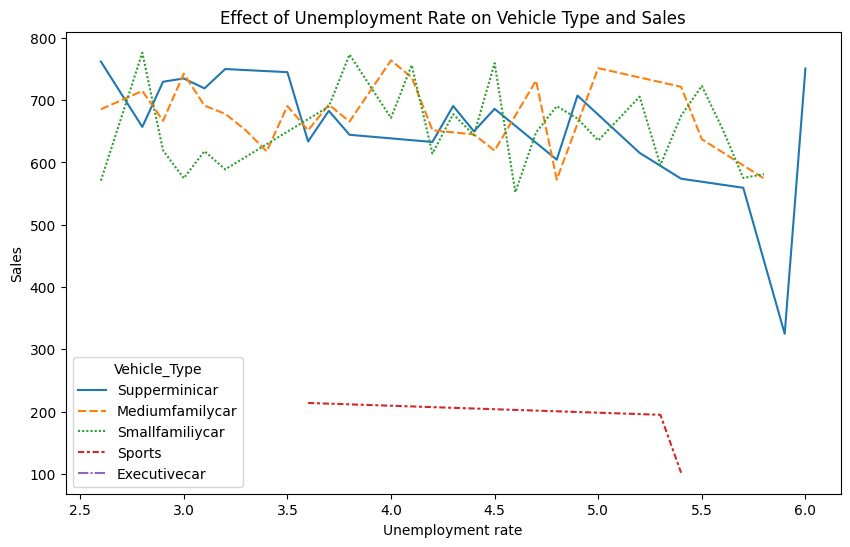 Effect of Unemployment Rate on Vehicle Type and Sales
800
700
600
500
400
300
200
100
Sales
Vehicle_Type
Supperminicar
Mediumfamilycar
Smallfamiliycar
Sports
Executivecar
2.5 3.0 3.5 4.0 4.5 5.0 5.5 6.0
Unemployment rate